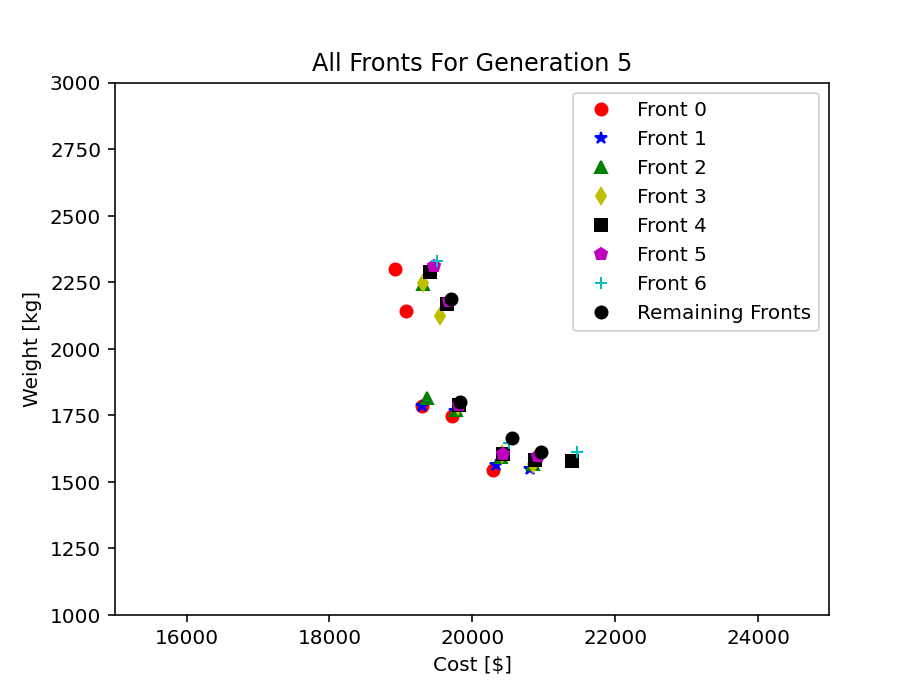 All Fronts For Generation 5
3000
2750
2500
2250
2000
1750
1500
1250
1000
Weight [kg]
16000 18000 20000 22000 24000
Cost [$]
Front 0
Front 1
Front 2
Front 3
Front 4
Front 5
Front 6
Remaining Fronts